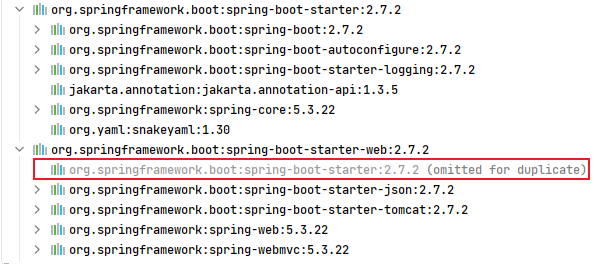 org.springframework.boot:spring-boot-starter:2.7.2
org.springframework.boot:spring-boot:2.7.2
org.springframework.boot:spring-boot-autoconfigure:2.7.2
org.springframework.boot:spring-boot-starter-logging:2.7.2
jakarta.annotation:jakarta.annotation-api:1.3.5
org.springframework:spring-core:5.3.22
org.yaml:snakeyaml:1.30
org.springframework.boot:spring-boot-starter-web:2.7.2
org.springframework.boot:spring-boot-starter:2.7.2 (omitted for duplicate)
org.springframework.boot:spring-boot-starter-json:2.7.2
org.springframework.boot:spring-boot-starter-tomcat:2.7.2
org.springframework:spring-web:5.3.22
org.springframework:spring-webmvc:5.3.22